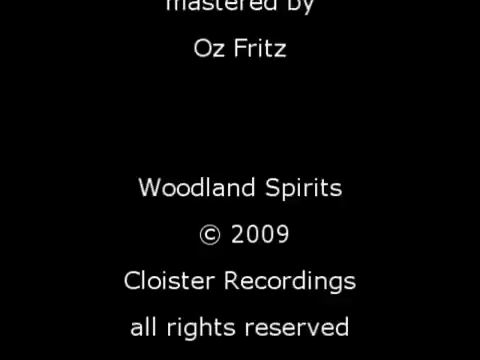 mastered by
Oz Fritz
Woodland Spirits
© 2009
Cloister Recordings
all rights reserved